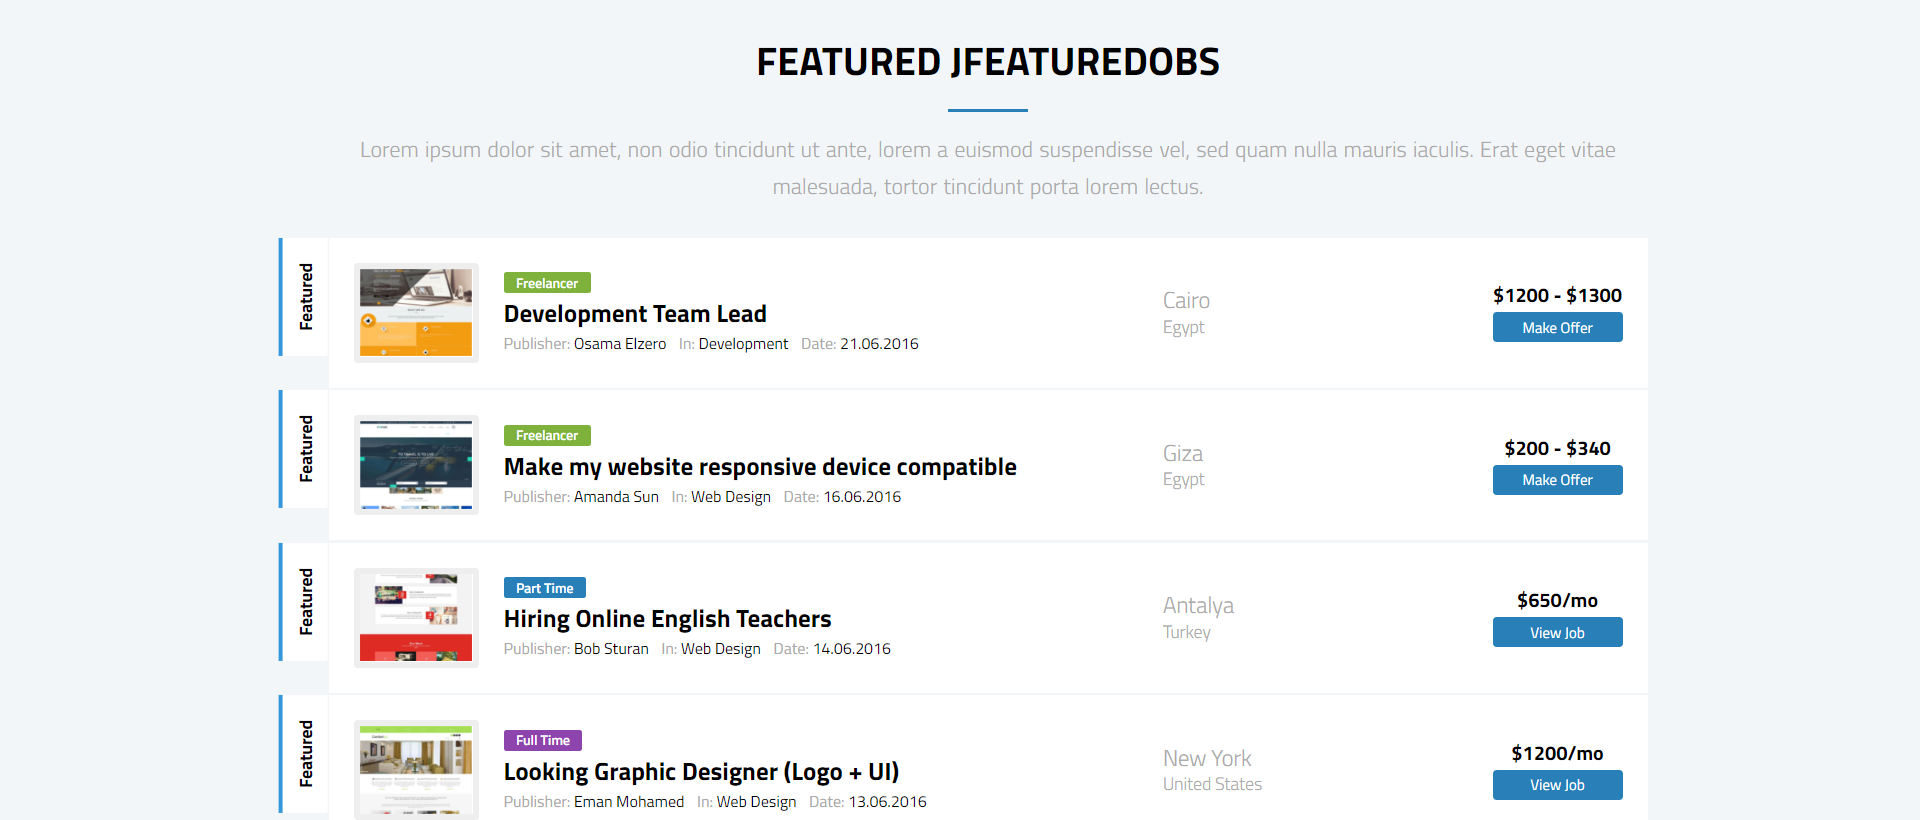 FEATURED JFEATUREDOBS
Lorem ipsum dolor sit amet, non odio tincidunt ut ante, lorem a euismod suspendisse vel, sed quam nulla mauris iaculis. Erat eget vitae
malesuada, tortor tincidunt porta lorem lectus.
Featured
Freelancer
Development Team Lead
Publisher: Osama Elzero In: Development Date: 21.06.2016
Cairo
Egypt
$1200 - $1300
Make Offer
Featured
Freelancer
Make my website responsive device compatible
Publisher: Amanda Sun In: Web Design Date: 16.06.2016
Giza
Egypt
$200 - $340
Make Offer
Featured
Part Time
Hiring Online English Teachers
Publisher: Bob Sturan In: Web Design Date: 14.06.2016
Antalya
Turkey
$650/mo
View Job
Featured
Full Time
Looking Graphic Designer (Logo + UI)
Publisher: Eman Mohamed In: Web Design Date: 13.06.2016
New York
United States
$1200/mo
View Job